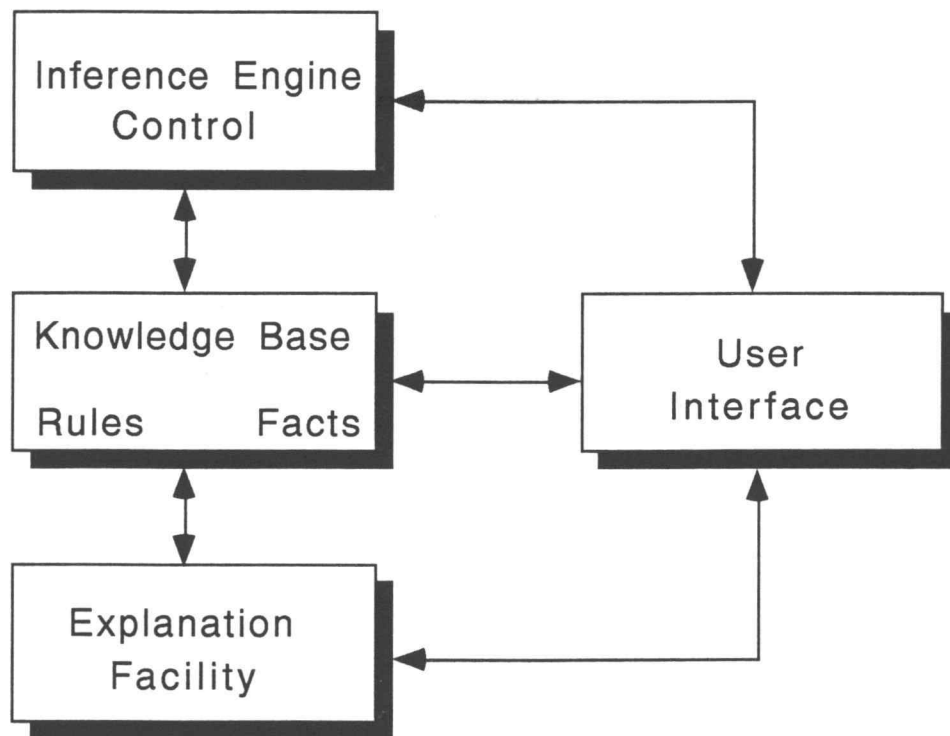 Inference Engine
Control
Knowledge Base
Rules Facts
User
Interface
Explanation
Facility